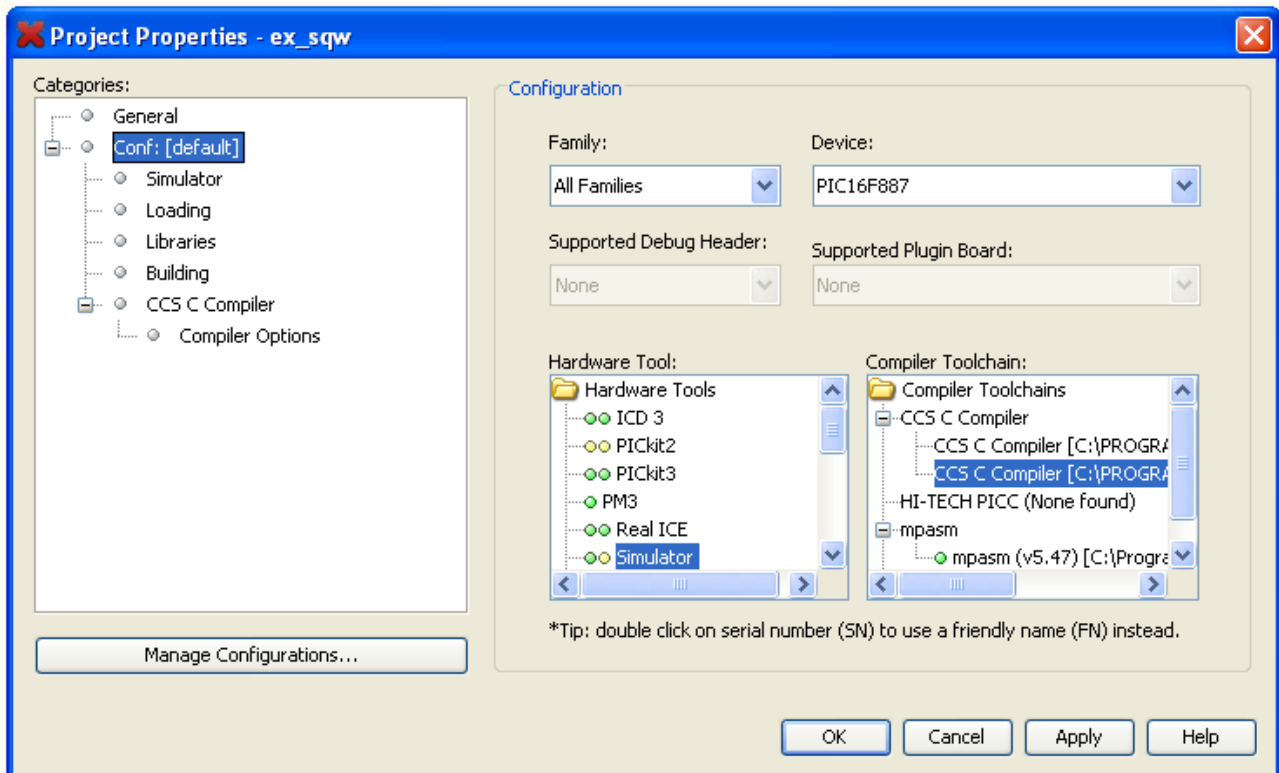 Project Properties - ex_sqw
Categories:
General
Conf: [default]
Simulator
Loading
Libraries
Building
CCS C Compiler
Compiler Options
Manage Configurations...
Configuration
Family:
Device:
All Families
PIC16F887
Supported Debug Header:
Supported Plugin Board:
None
None
Hardware Tool:
Hardware Tools
ICD 3
PICkit2
PICkit3
PM3
Real ICE
Simulator
Compiler Toolchain:
Compiler Toolchains
CCS C Compiler
CCS C Compiler [C:\PROGRA
CCS C Compiler [C:\PROGRA
HI-TECH PICC (None found)
mpasm
mpasm (v5.47) [C:\Progra
*Tip: double click on serial number (SN) to use a friendly name (FN) instead.
OK
Cancel
Apply
Help